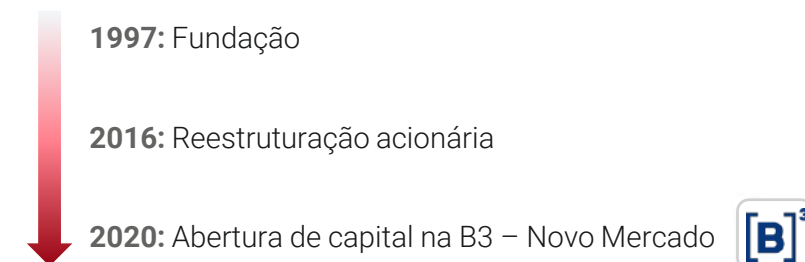 1997: Fundação
2016: Reestruturação acionária
2020: Abertura de capital na B3 – Novo Mercado
[B]³